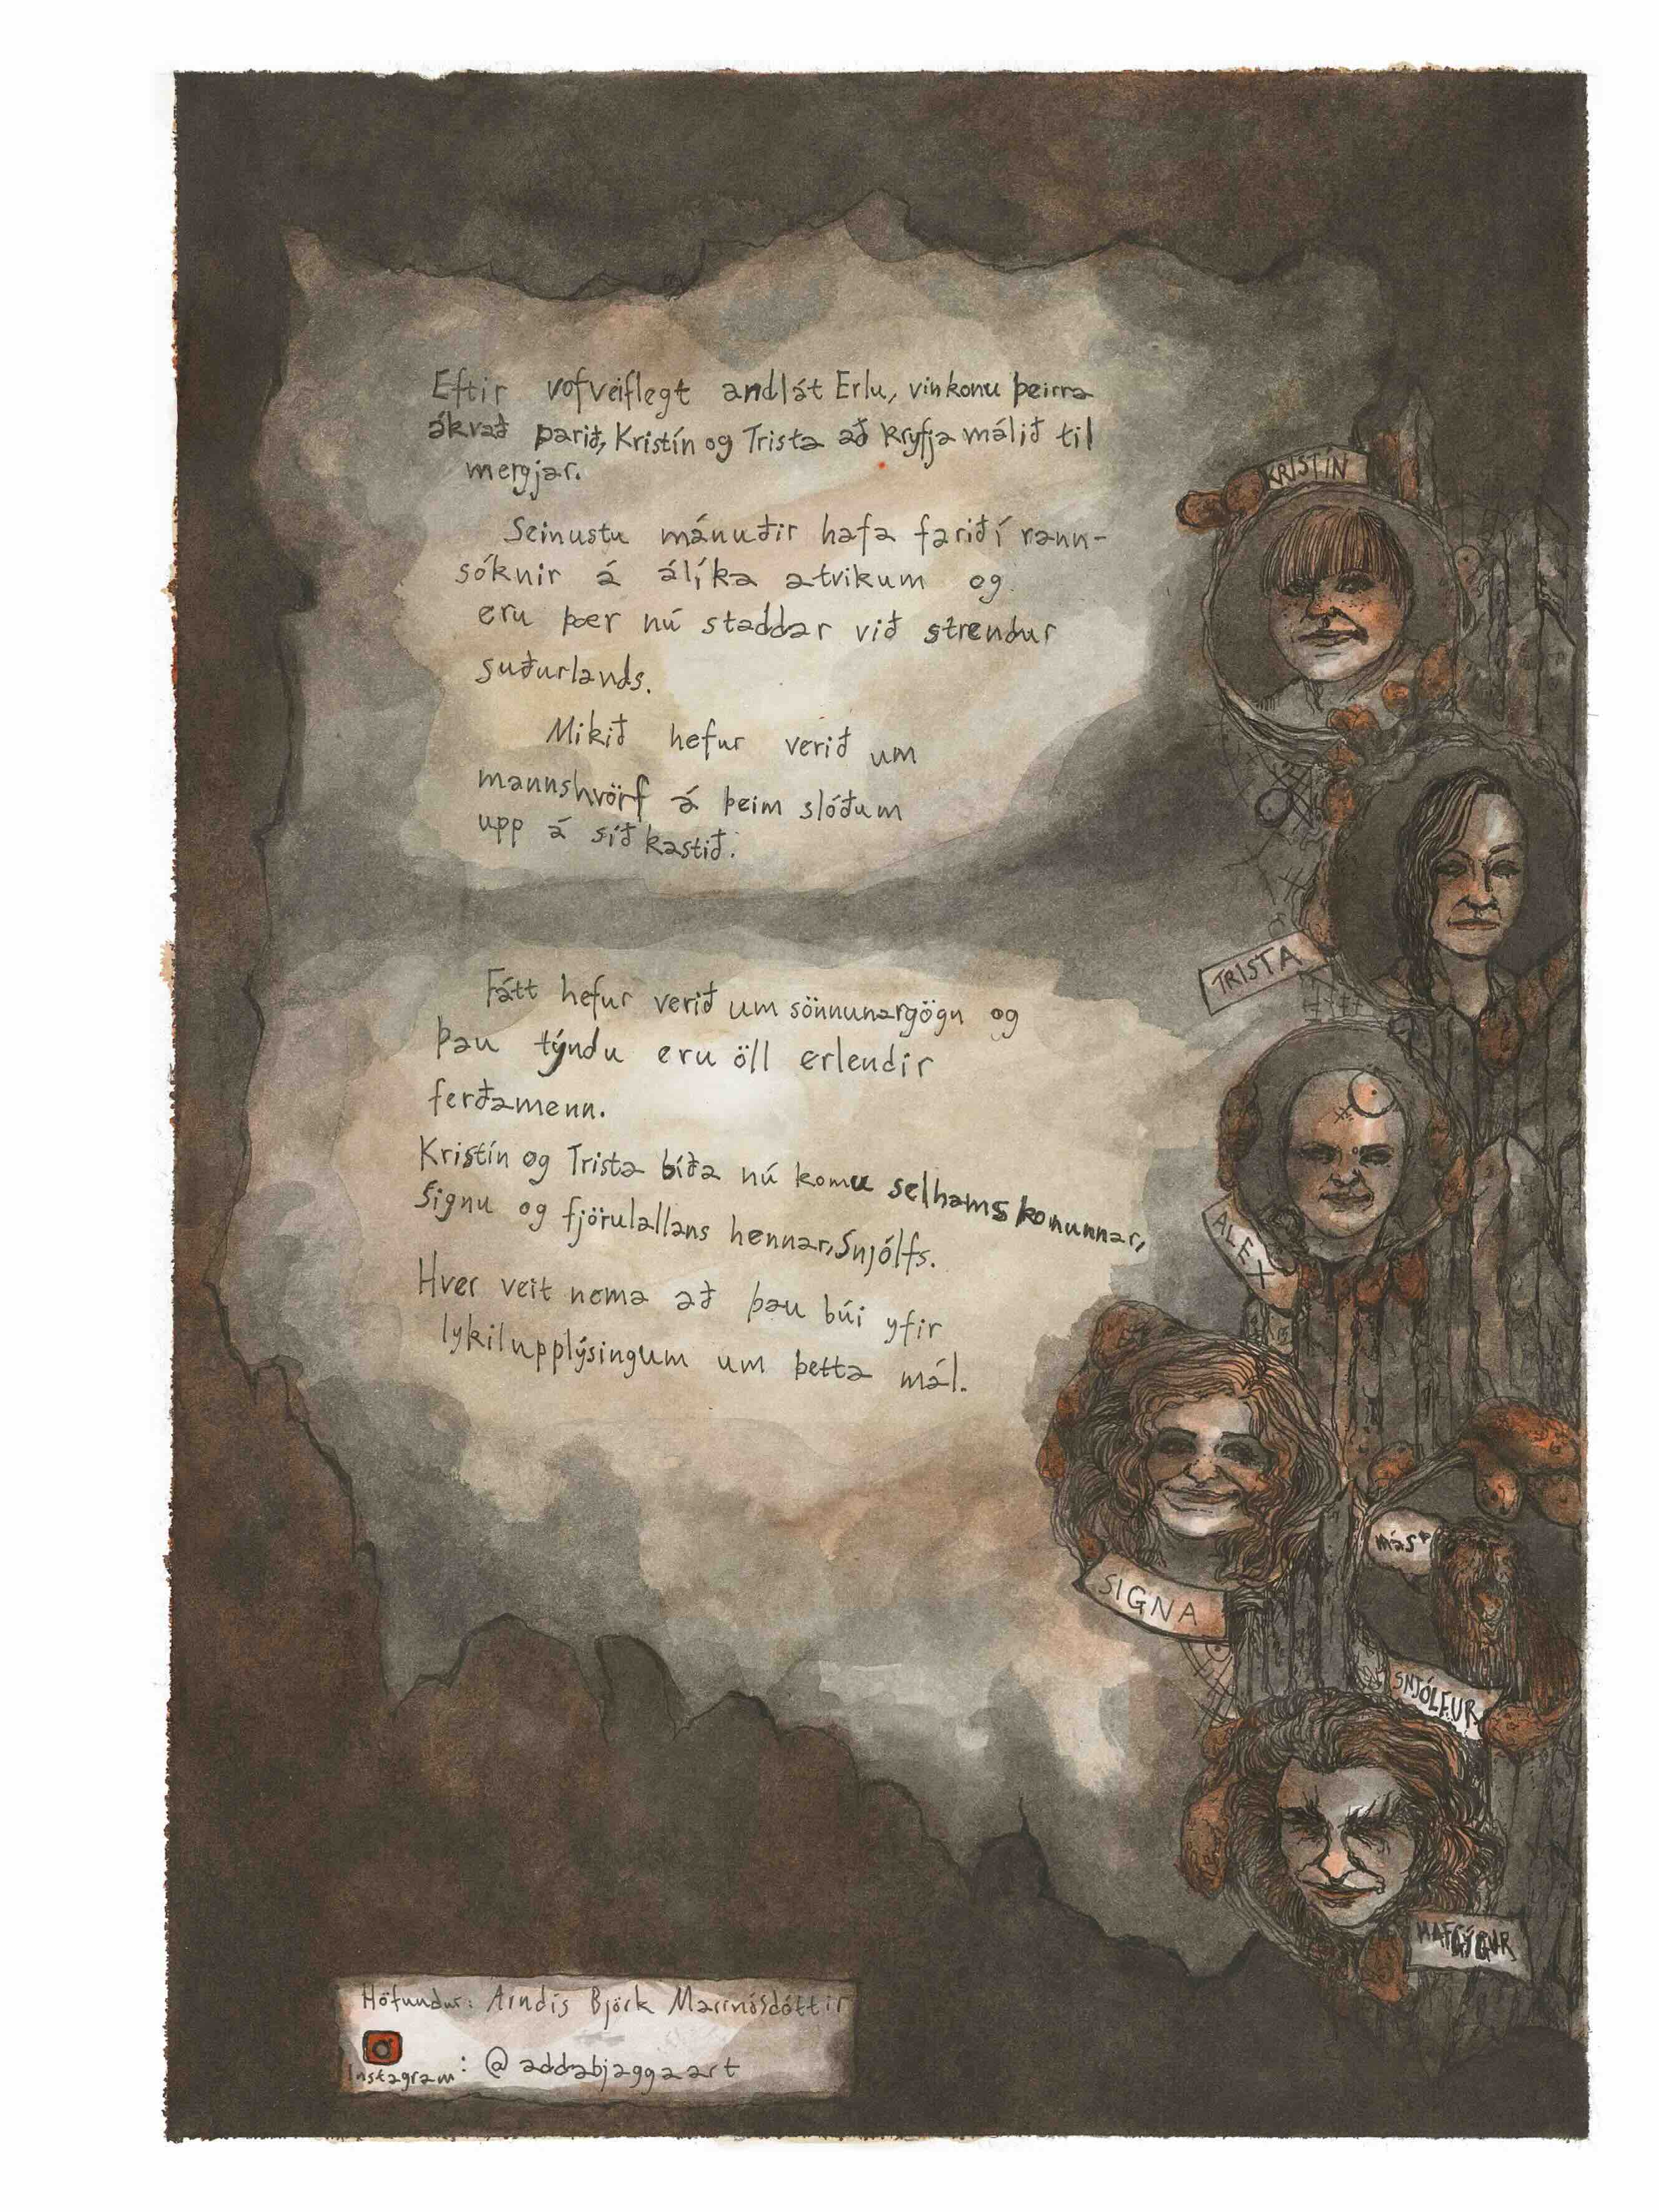 Eftir vofveiflegt andlát Erlu, vinkonu þeirra
ákvað parið, Kristín og Trista að kryfja málið til
mergjar.
Seinustu mánuðir hafa farið í rann-
sóknir á álíka atvikum og
eru þær nú staddar við strendur
suðurlands.
Mikið hefur verið um
mannshvörf á þeim slóðum
upp á síðkastið.
Fátt hefur verið um sönnunargögn og
þau týndu eru öll erlendir
ferðamenn.
Kristín og Trista bíða nú komu selhamskonunnar,
Signu og fjörulallans hennar, Snjólfs.
Hver veit nema að þau búi yfir
lykilupplýsingum um þetta mál.
KRISTÍN
TRISTA
ALEX
SIGNA
SNJÓLFUR
HAFGÝGUR
Höfundur: Arndís Björk Marinósdóttir
Instagram: @addabjaggaart